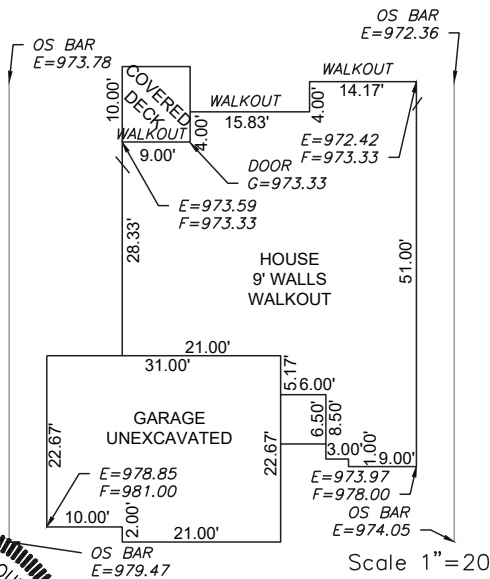 OS BAR
E=972.36
OS BAR
E=973.78
WALKOUT
14.17'
COVERED
DECK
10.00'
WALKOUT
15.83'
4.00'
4.00'
WALKOUT
9.00'
E=972.42
F=973.33
DOOR
G=973.33
E=973.59
F=973.33
28.33'
HOUSE
9' WALLS
WALKOUT
51.00'
21.00'
31.00'
5.17'
6.00'
GARAGE
UNEXCAVATED
6.50'
8.50'
22.67'
22.67'
3.00'
1.00'
9.00'
E=978.85
F=981.00
E=973.97
F=978.00
10.00'
2.00'
21.00'
OS BAR
E=974.05
OS BAR
E=979.47
Scale 1"=20